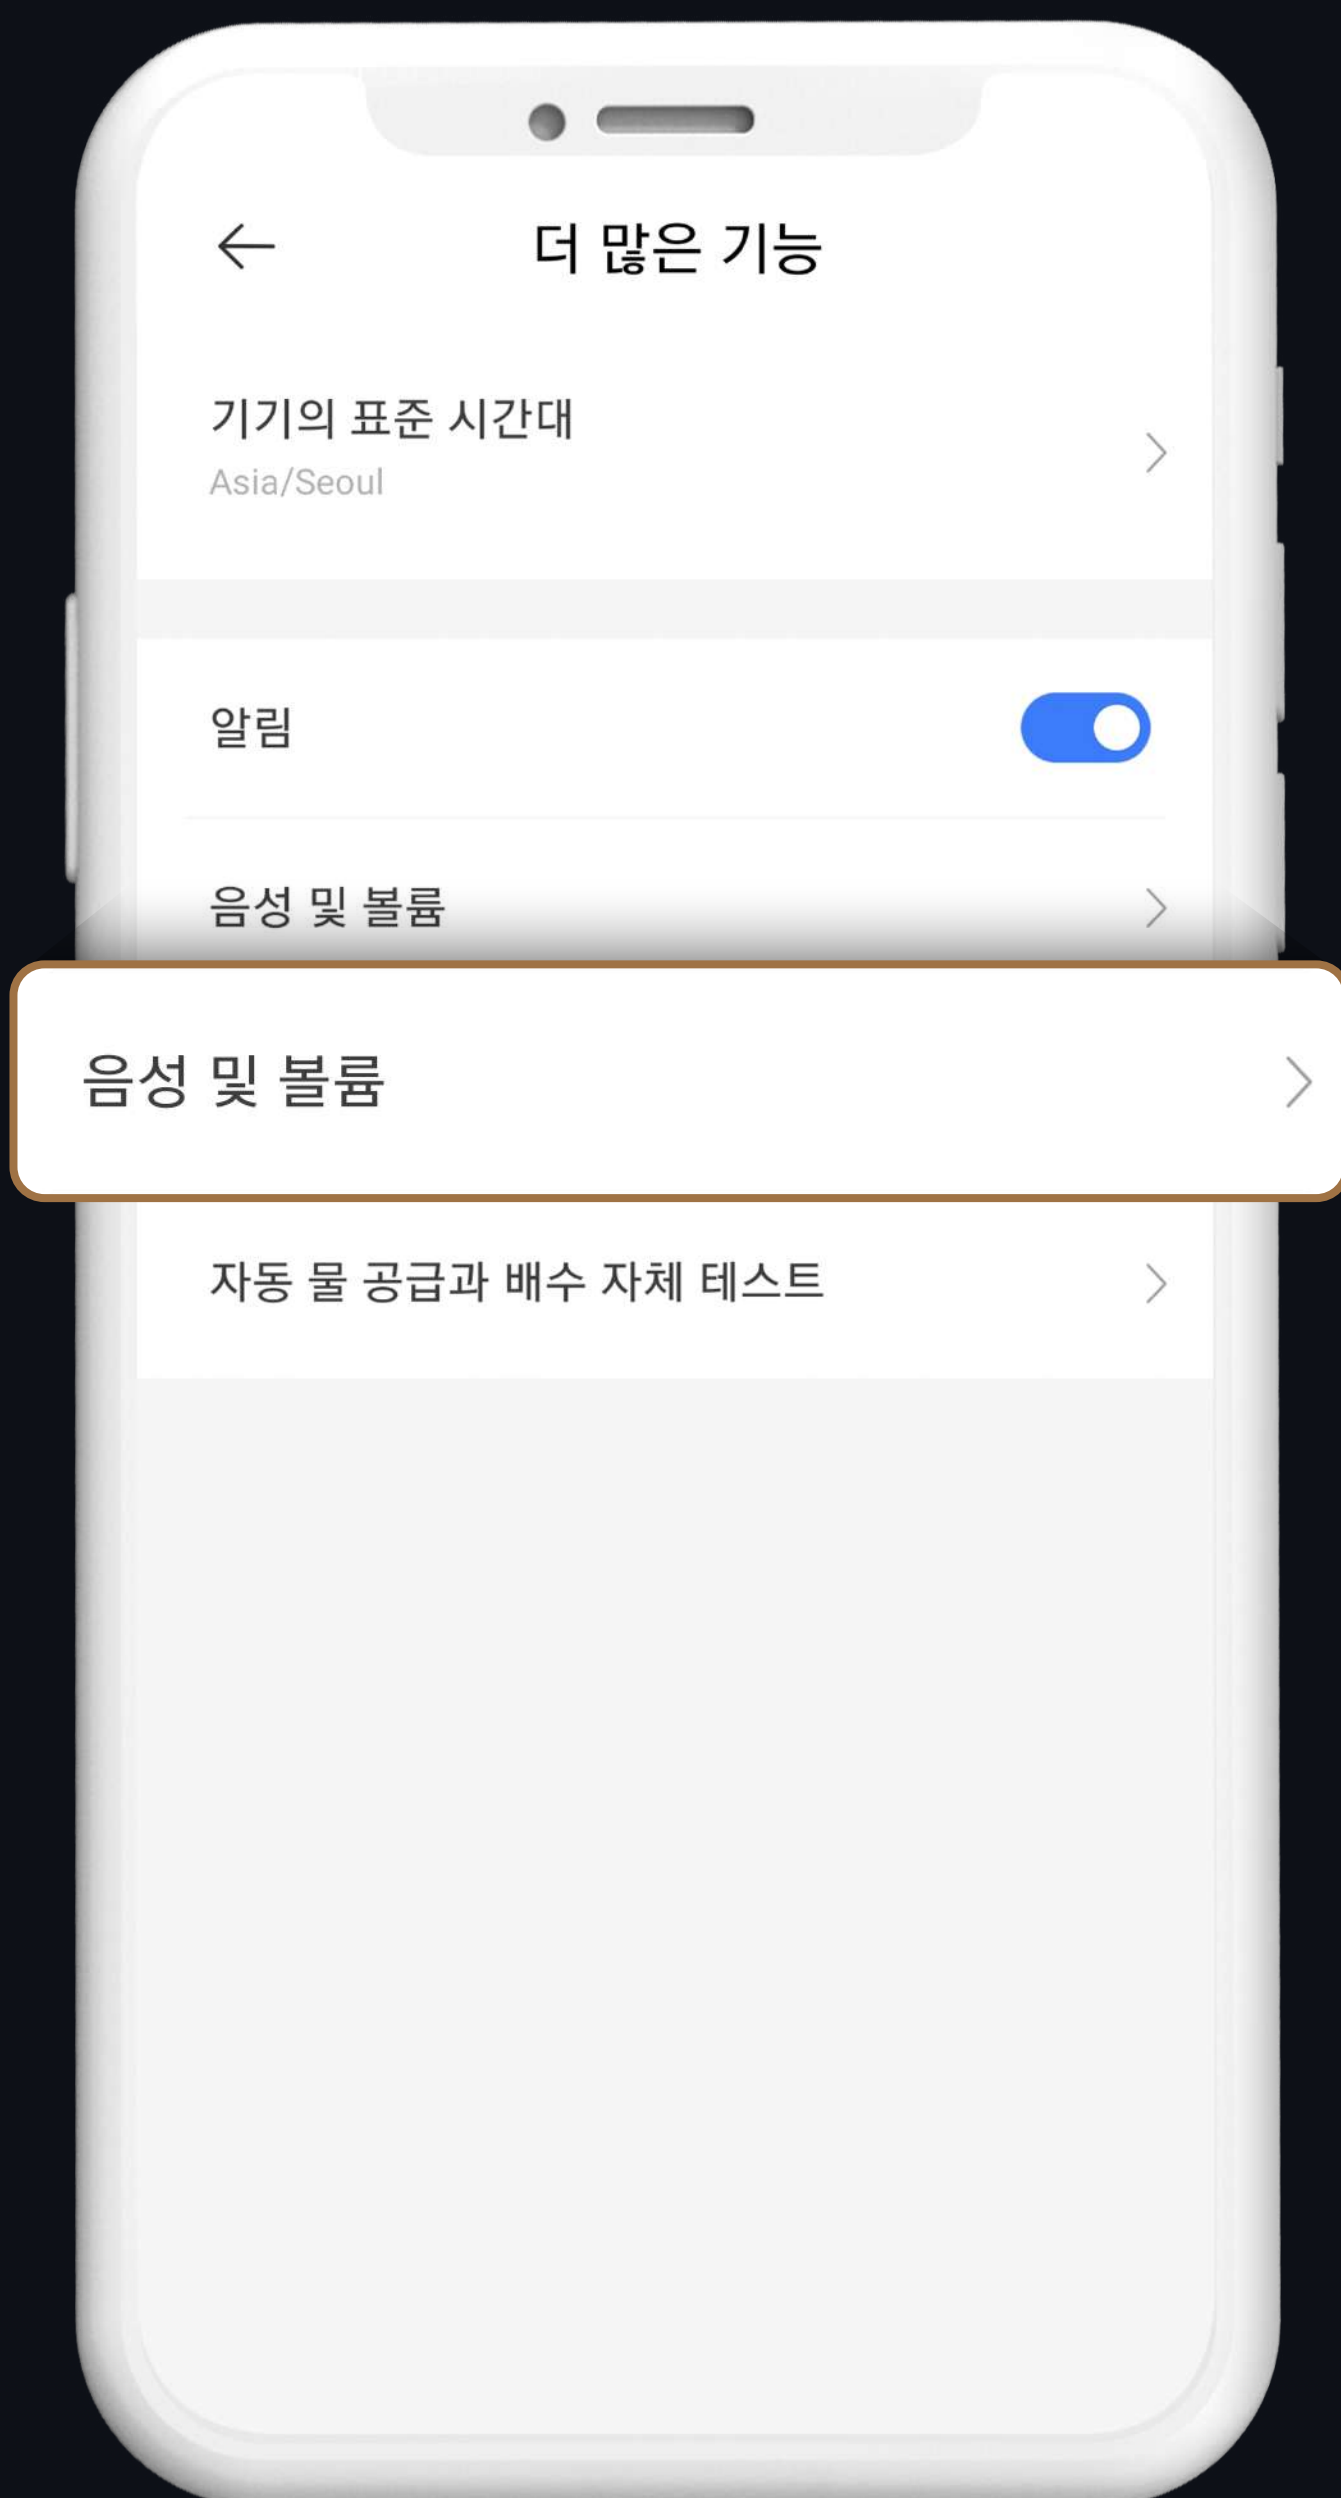 더 많은 기능
기기의 표준 시간대
Asia/Seoul
알림
음성 및 볼륨
음성 및 볼륨
자동 물 공급과 배수 자체 테스트